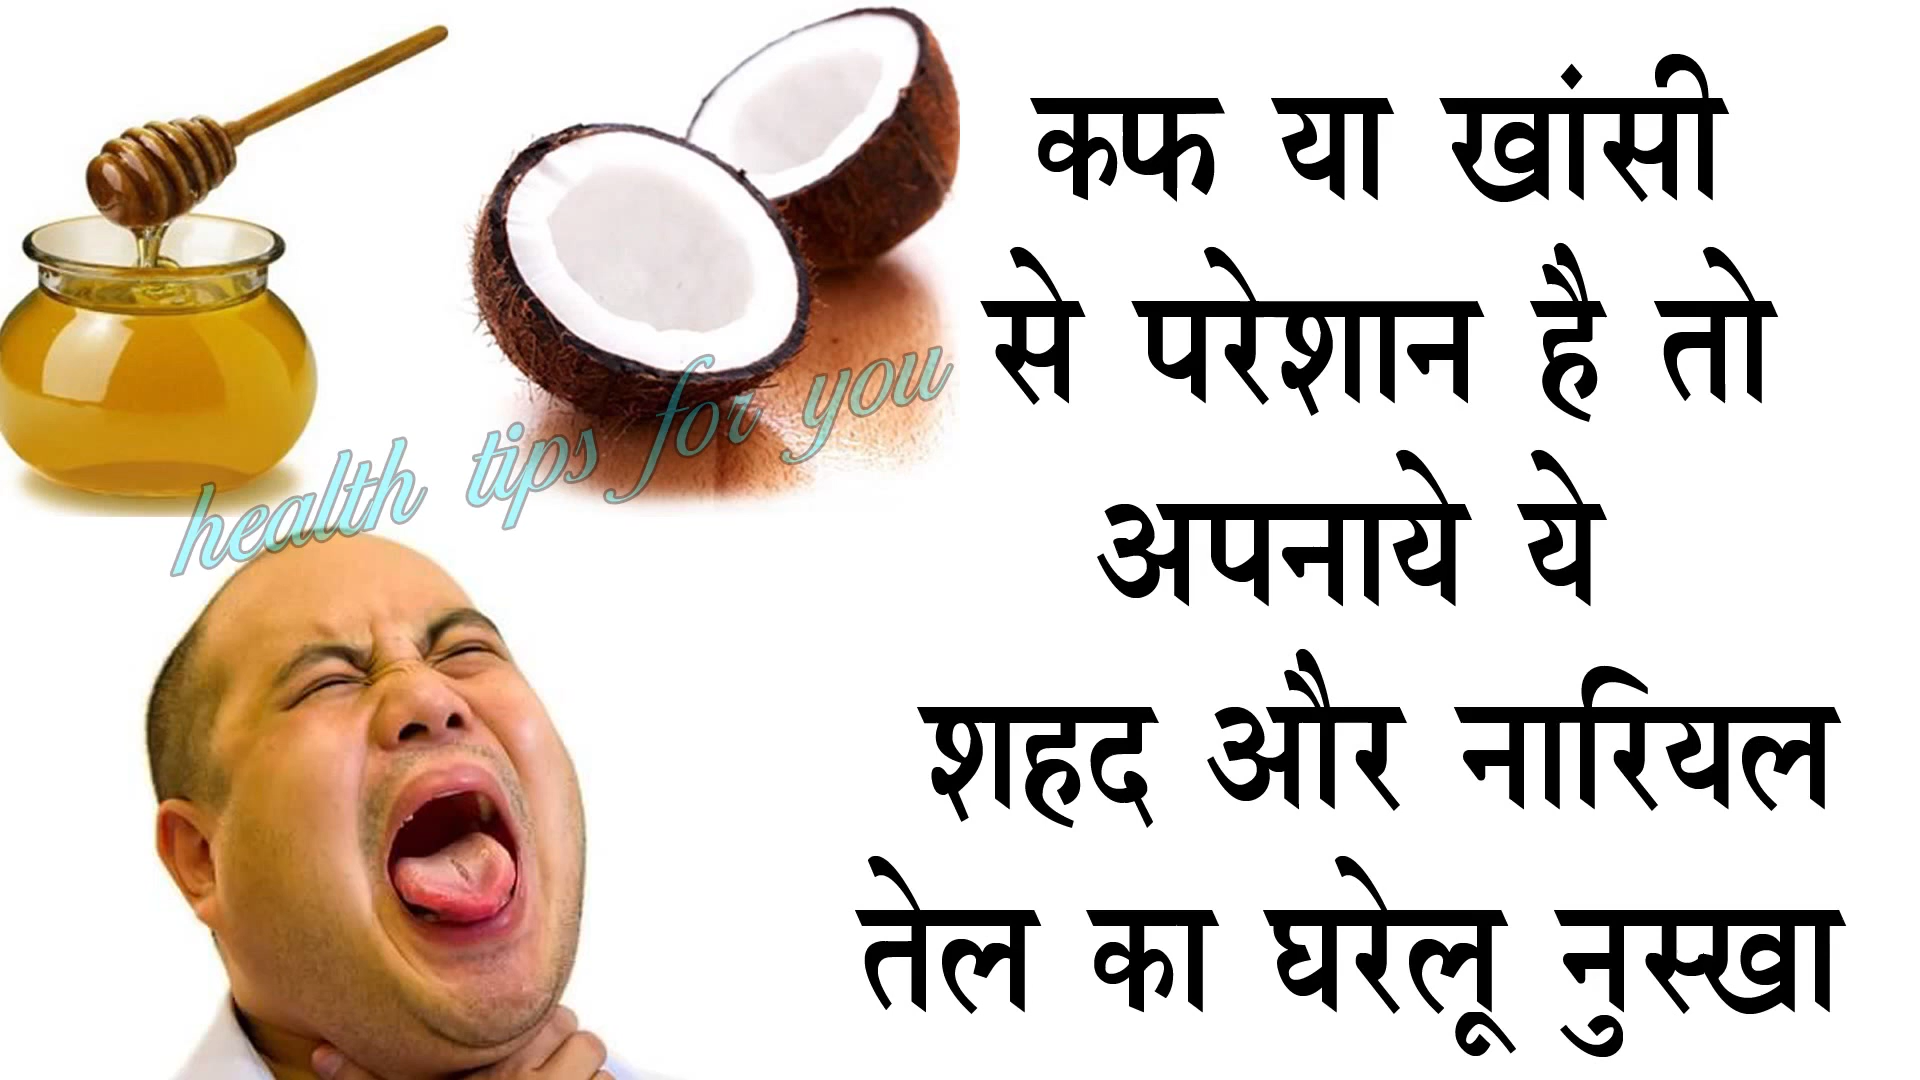 कफ या खांसी
से परेशान है तो
अपनाये ये
शहद और नारियल
तेल का घरेलू नुस्खा
health tips for you